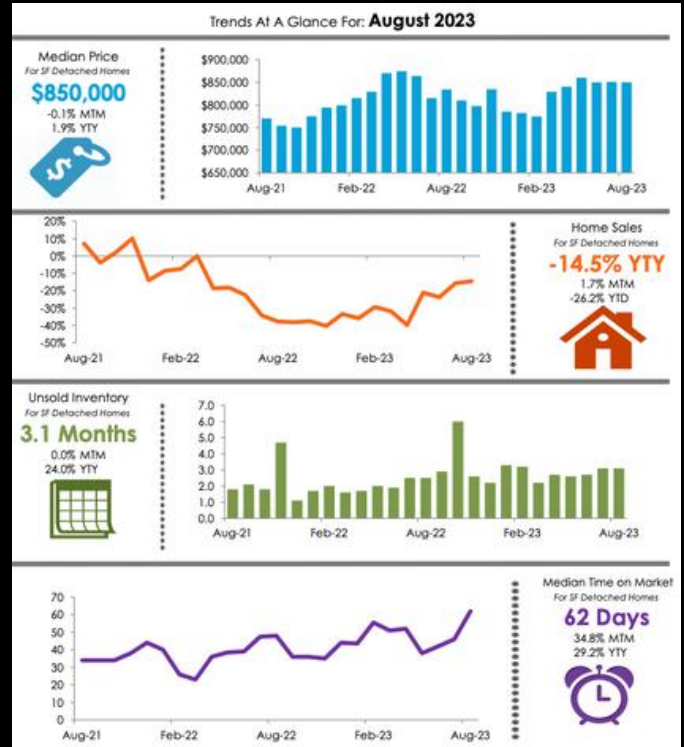 Trends At A Glance For: August 2023
Median Price
For SF Detached Homes
$850,000
-0.1% MTM
1.9% YTY
$
$900,000
$850,000
$800,000
$750,000
$700,000
$650,000
Aug-21 Feb-22 Aug-22 Feb-23 Aug-23
20%
10%
0%
-10%
-20%
-30%
-40%
-50%
Aug-21 Feb-22 Aug-22 Feb-23 Aug-23
Home Sales
For SF Detached Homes
-14.5% YTY
1.7% MTM
-26.2% YTD
Unsold Inventory
For SF Detached Homes
3.1 Months
0.0% MTM
24.0% YTY
7.0
6.0
5.0
4.0
3.0
2.0
1.0
0.0
Aug-21 Feb-22 Aug-22 Feb-23 Aug-23
70
60
50
40
30
20
10
0
Aug-21 Feb-22 Aug-22 Feb-23 Aug-23
Median Time on Market
For SF Detached Homes
62 Days
34.8% MTM
29.2% YTY